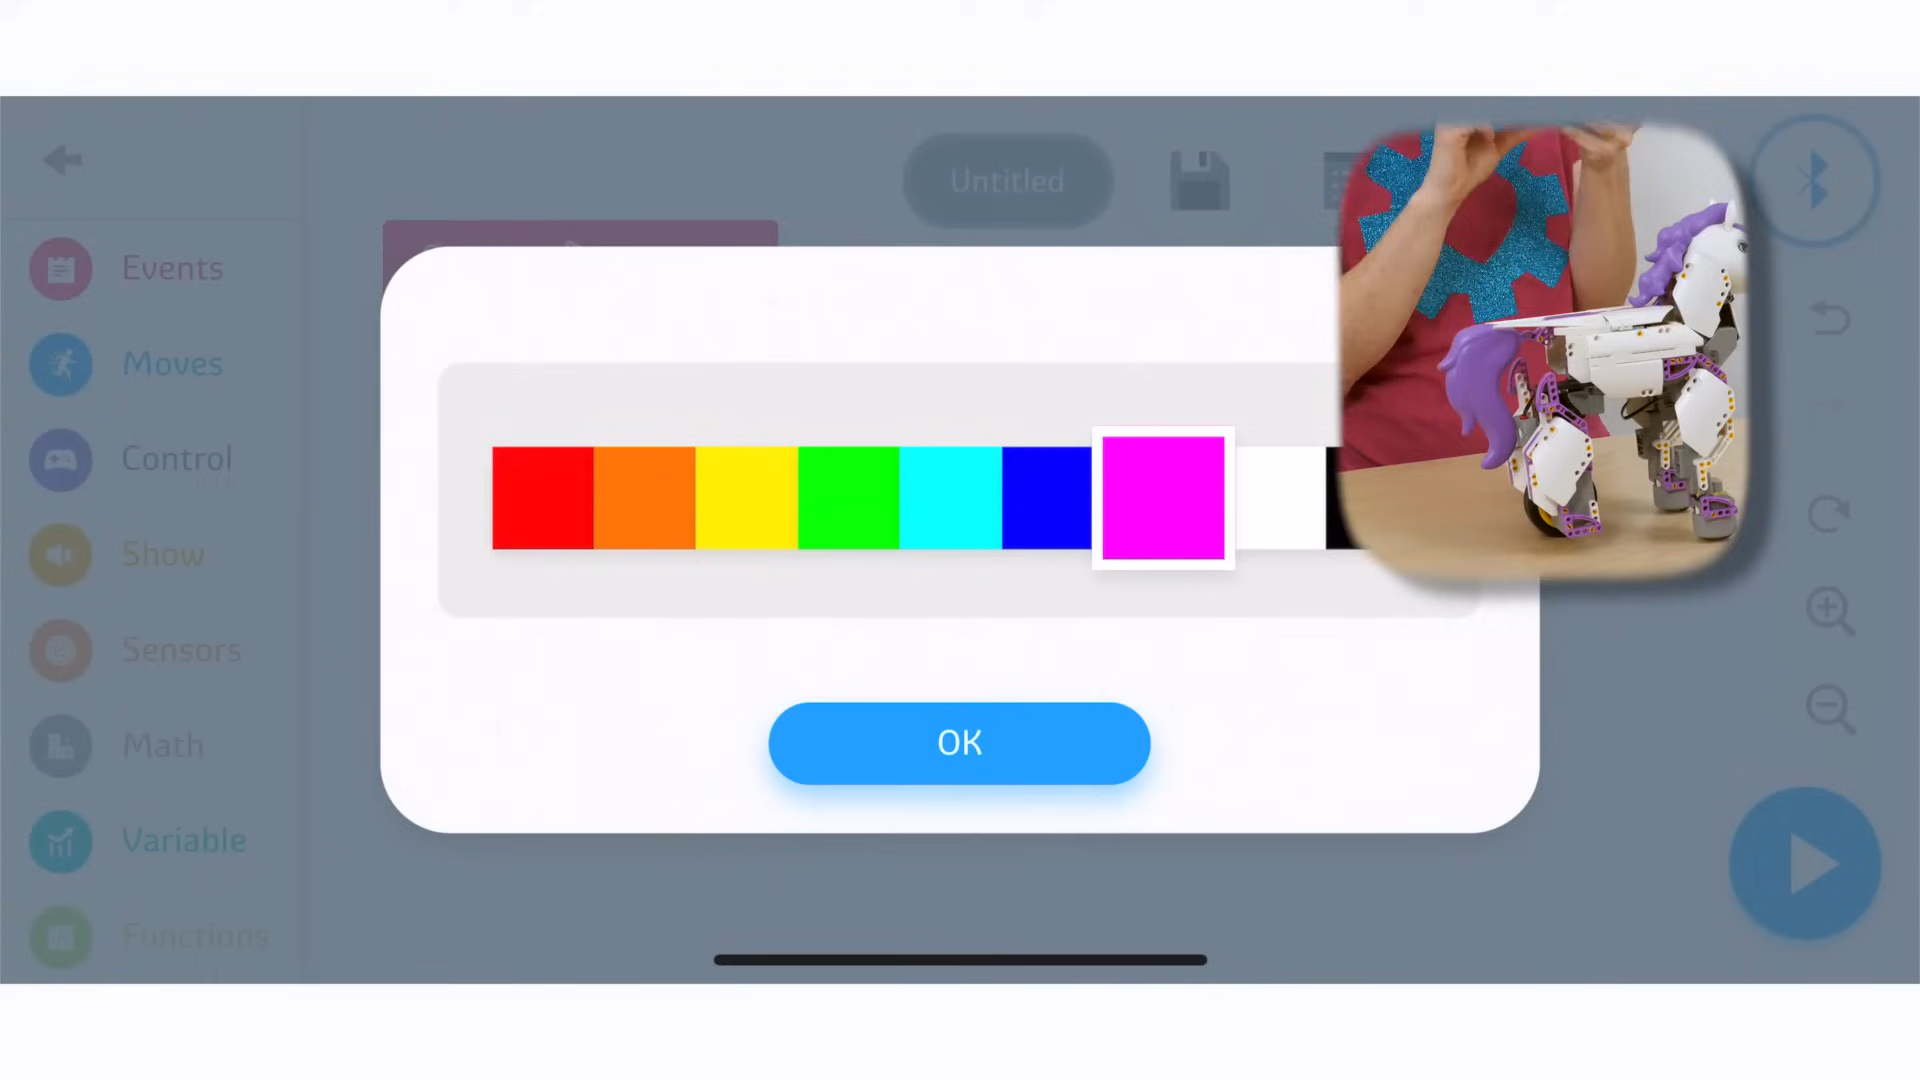 Untitled
Events
Moves
Control
Show
Sensors
Math
Variable
Functions
OK